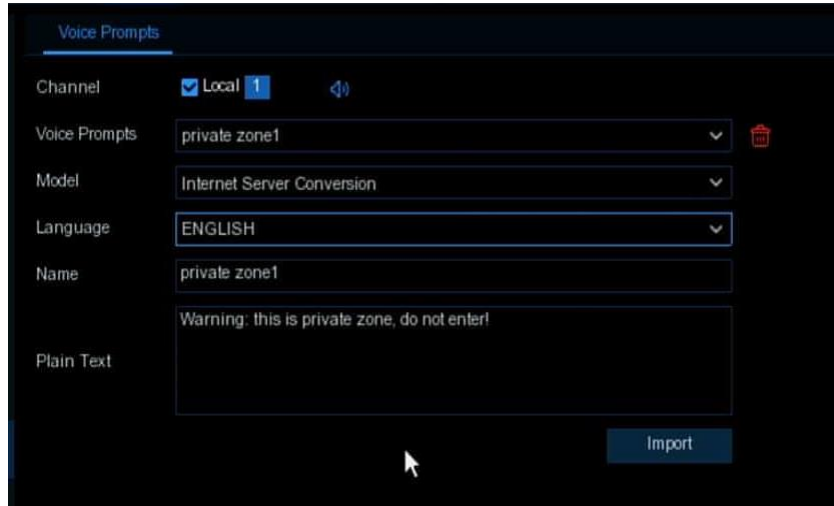 Voice Prompts
Channel Local 1
Voice Prompts private zone1
Model Internet Server Conversion
Language ENGLISH
Name private zone1
Plain Text Warning: this is private zone, do not enter!
Import